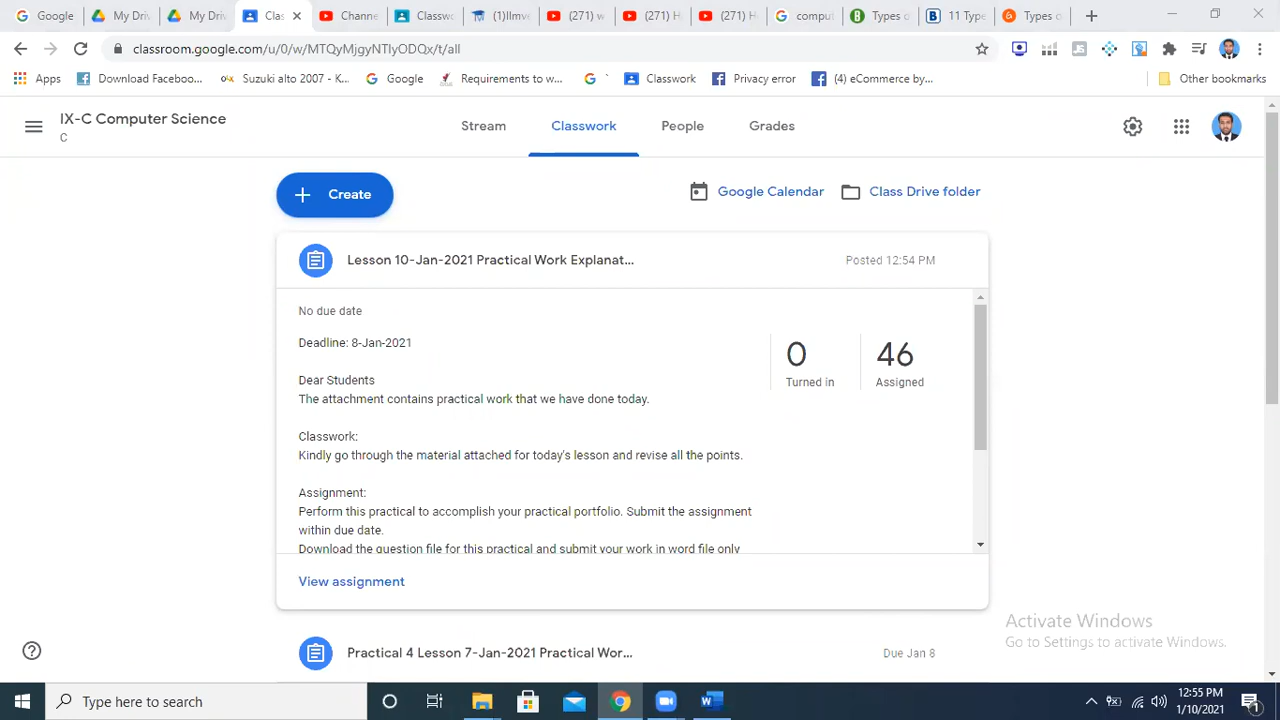 Google
My Driv
My Driv
Clas
Channe
Classw
(1)Ilmve
(271) w
(271) H
(271) H
compu
Types o
11 Type
Types o
classroom.google.com/u/0/w/MTQyMjgyNTIyODQx/t/all
Apps
Download Faceboo...
Suzuki alto 2007 - K...
Google
Requirements to w...
Classwork
Privacy error
(4) eCommerce by...
Other bookmarks
IX-C Computer Science
C
Stream
Classwork
People
Grades
Create
Google Calendar
Class Drive folder
Lesson 10-Jan-2021 Practical Work Explanat...
Posted 12:54 PM
No due date
Deadline: 8-Jan-2021
0
46
Turned in
Assigned
Dear Students
The attachment contains practical work that we have done today.
Classwork:
Kindly go through the material attached for today's lesson and revise all the points.
Assignment:
Perform this practical to accomplish your practical portfolio. Submit the assignment
within due date.
Download the question file for this practical and submit your work in word file only
View assignment
Activate Windows
Go to Settings to activate Windows.
Practical 4 Lesson 7-Jan-2021 Practical Wor...
Due Jan 8
Type here to search
12:55 PM
1/10/2021